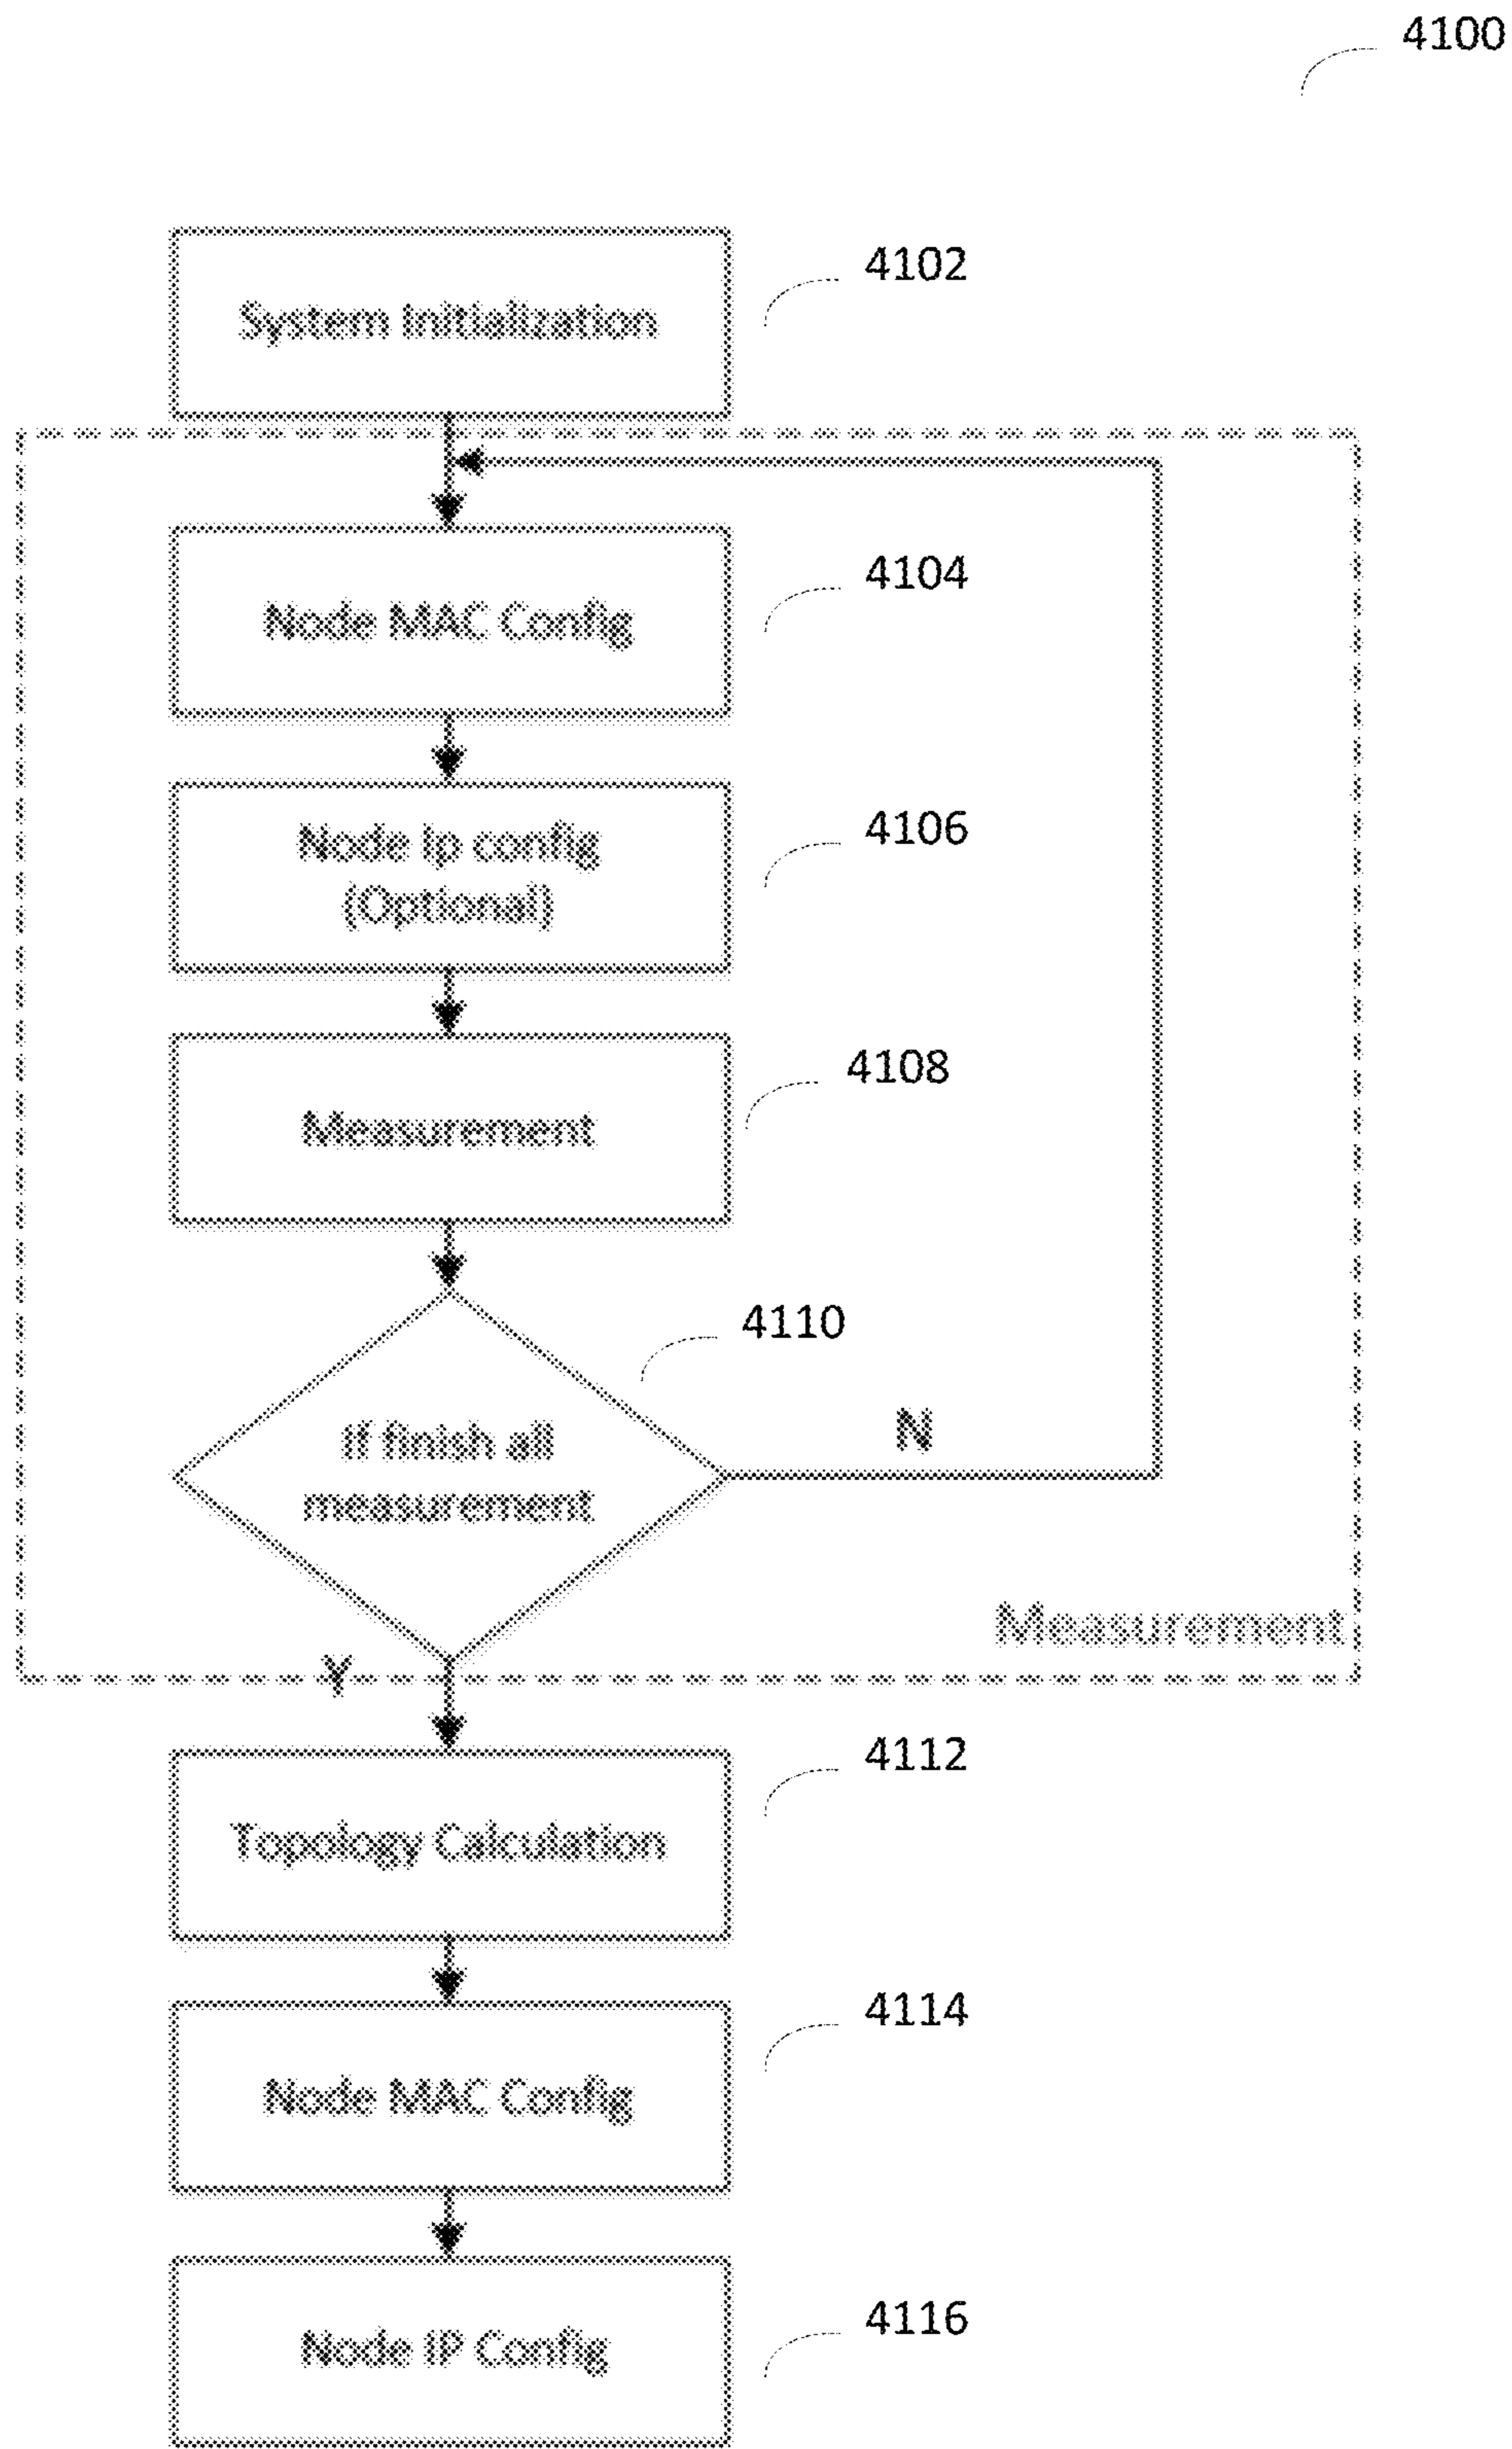 4100
4102
System Initialization
4104
Node MAC Config
4106
Node Ip config
(Optional)
4108
Measurement
4110
If finish all
measurement
N
Measurement
Y
4112
Topology Calculation
4114
Node MAC Config
4116
Node IP Config